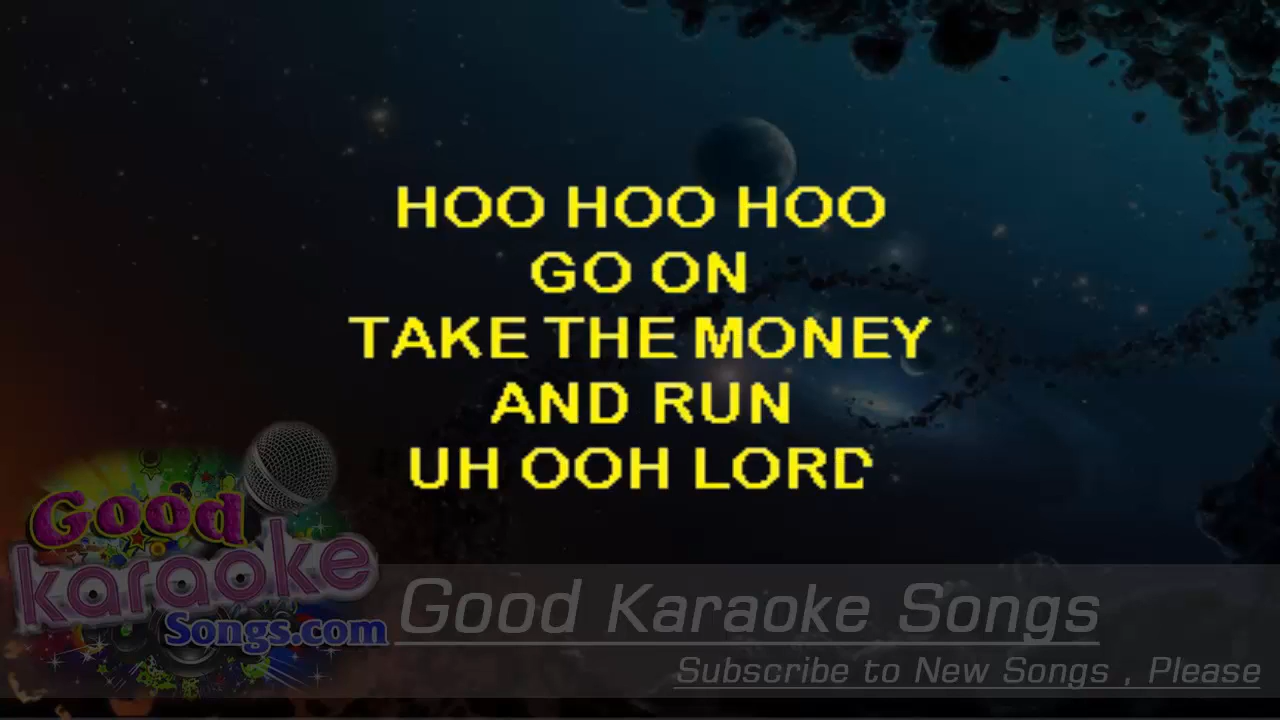 HOO HOO HOO
GO ON
TAKE THE MONEY
AND RUN
UH OOH LORD
Good
karaoke
Songs.com
Good Karaoke Songs
Subscribe to New Songs , Please